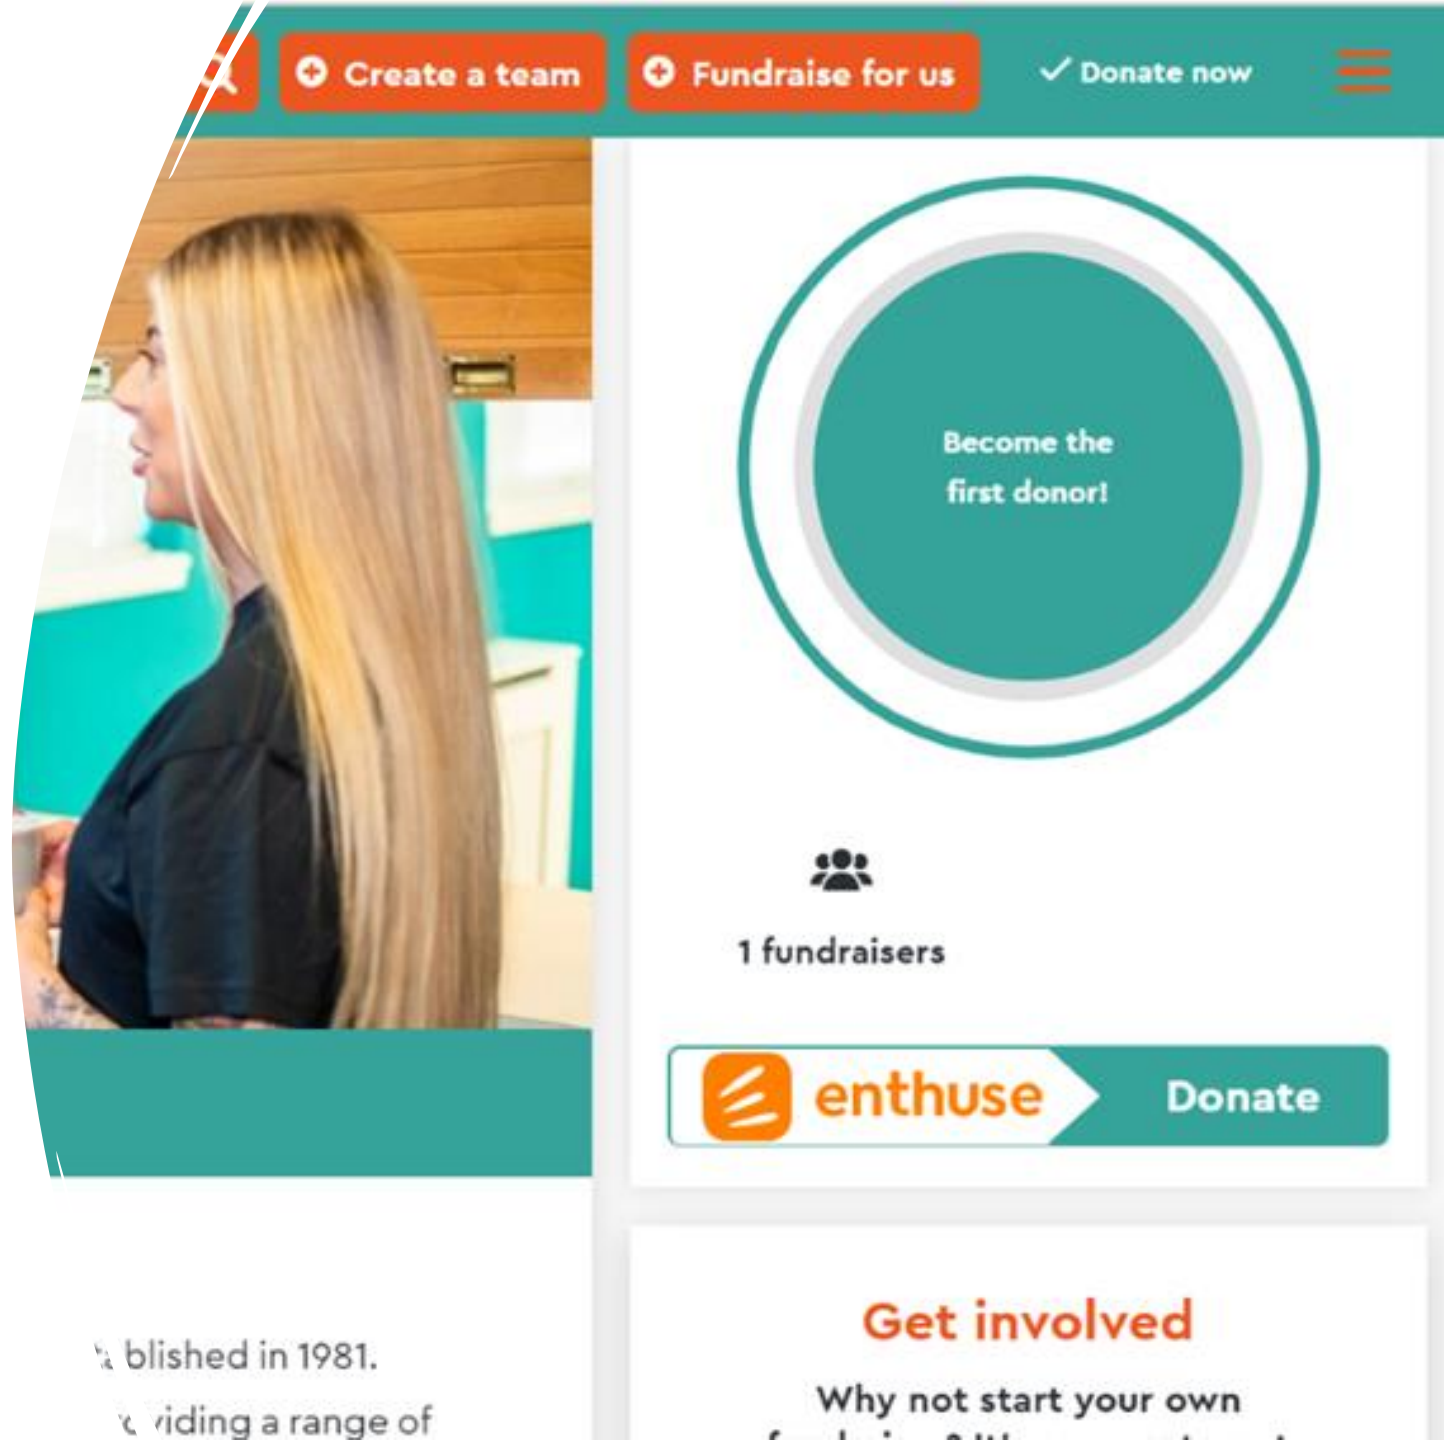 Create a team
Fundraise for us
Donate now
Become the
first donor!
1 fundraisers
enthuse
Donate
blished in 1981.
viding a range of
Get involved
Why not start your own